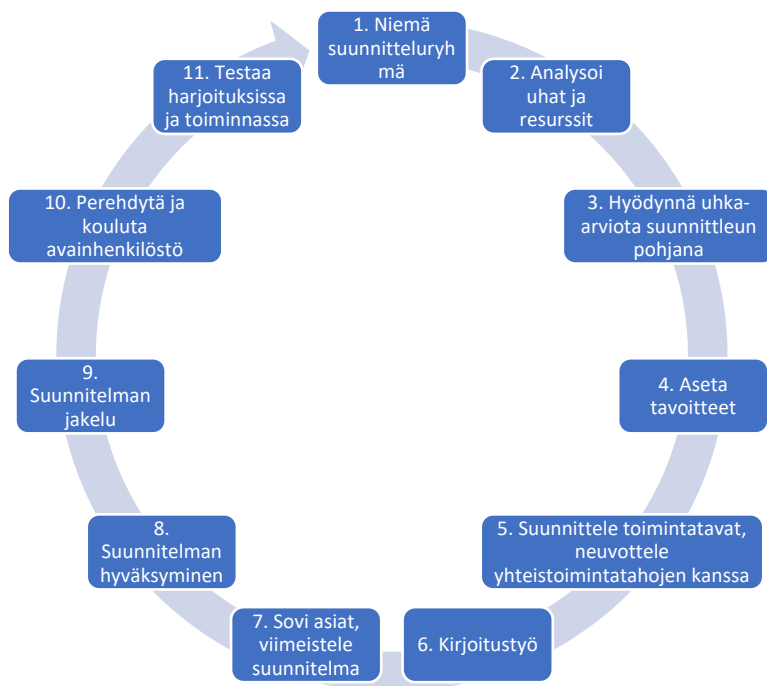 1. Niemä
suunnitteluryh
mä
2. Analysoi
uhat ja
resurssit
3. Hyödynnä uhka-
arviota suunnittleun
pohjana
4. Aseta
tavoitteet
5. Suunnittele toimintatavat,
neuvottele
yhteistoimintatahojen kanssa
6. Kirjoitustyö
7. Sovi asiat,
viimeistele
suunnitelma
8.
Suunnitelman
hyväksyminen
9.
Suunnitelman
jakelu
10. Perehdytä ja
kouluta
avainhenkilöstö
11. Testaa
harjoituksissa
ja toiminnassa